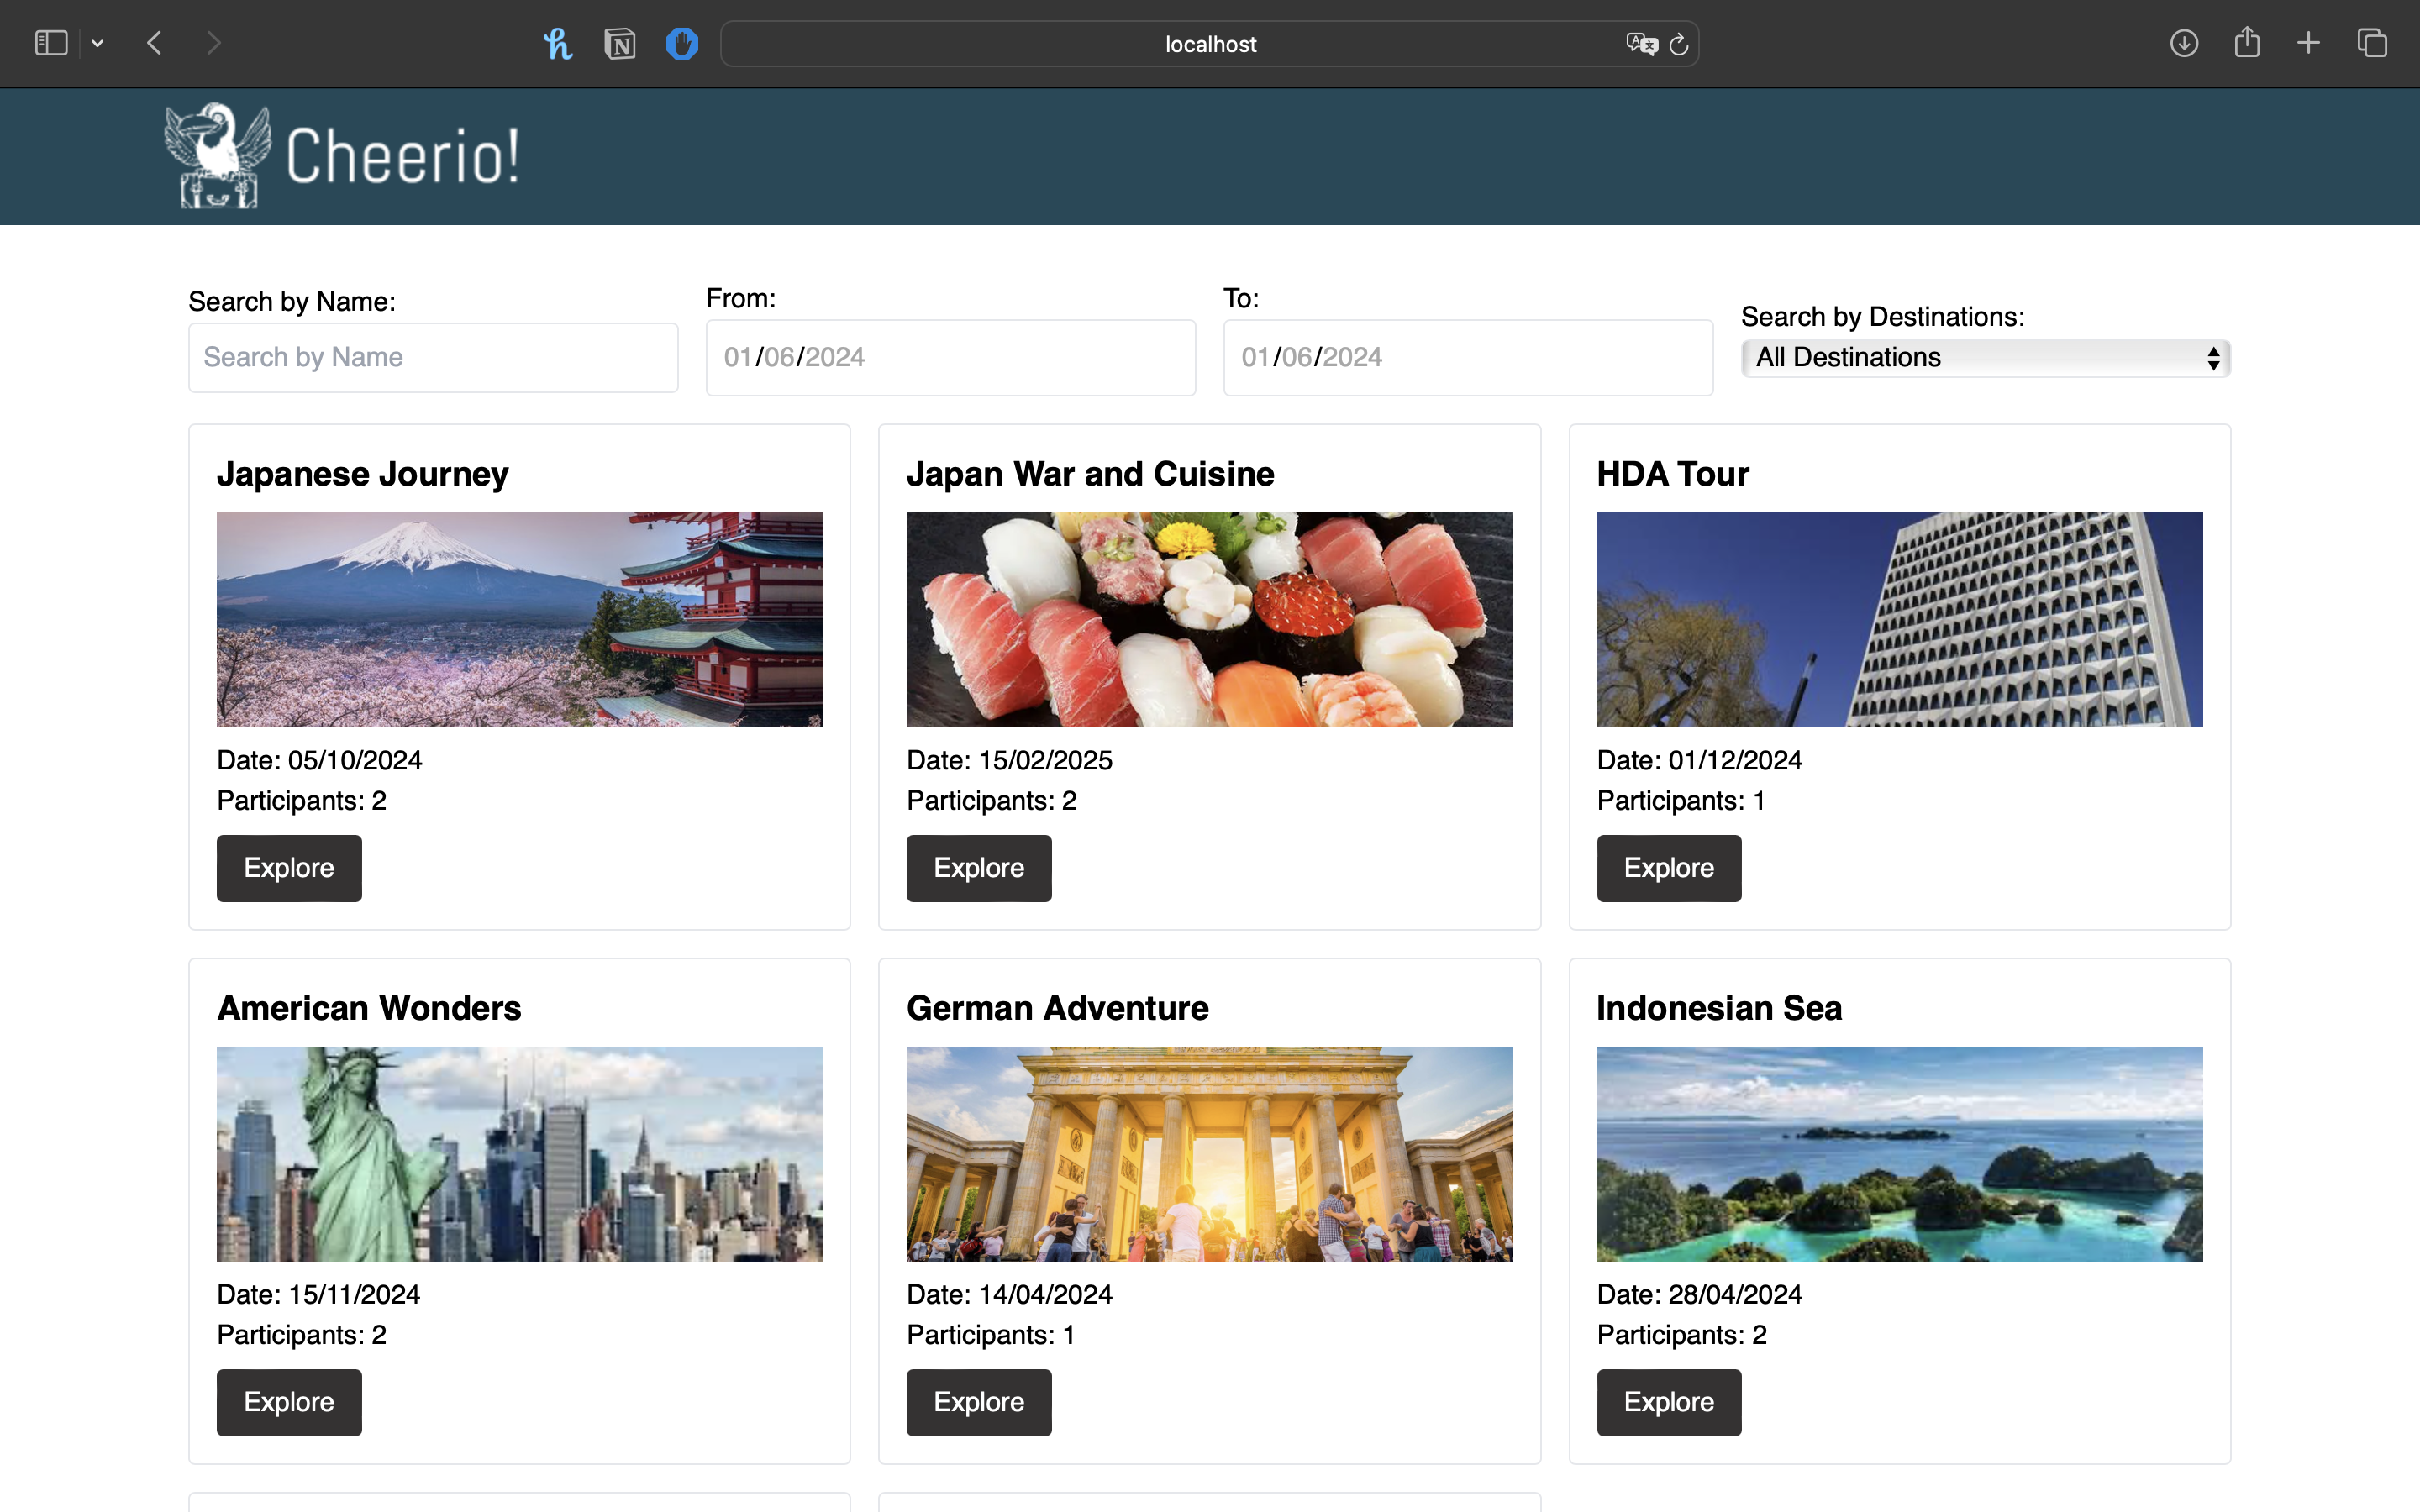 localhost
Cheerio!
Search by Name:
Search by Name
From:
01/06/2024
To:
01/06/2024
Search by Destinations:
All Destinations
Japanese Journey
Date: 05/10/2024
Participants: 2
Explore
Japan War and Cuisine
Date: 15/02/2025
Participants: 2
Explore
HDA Tour
Date: 01/12/2024
Participants: 1
Explore
American Wonders
Date: 15/11/2024
Participants: 2
Explore
German Adventure
Date: 14/04/2024
Participants: 1
Explore
Indonesian Sea
Date: 28/04/2024
Participants: 2
Explore